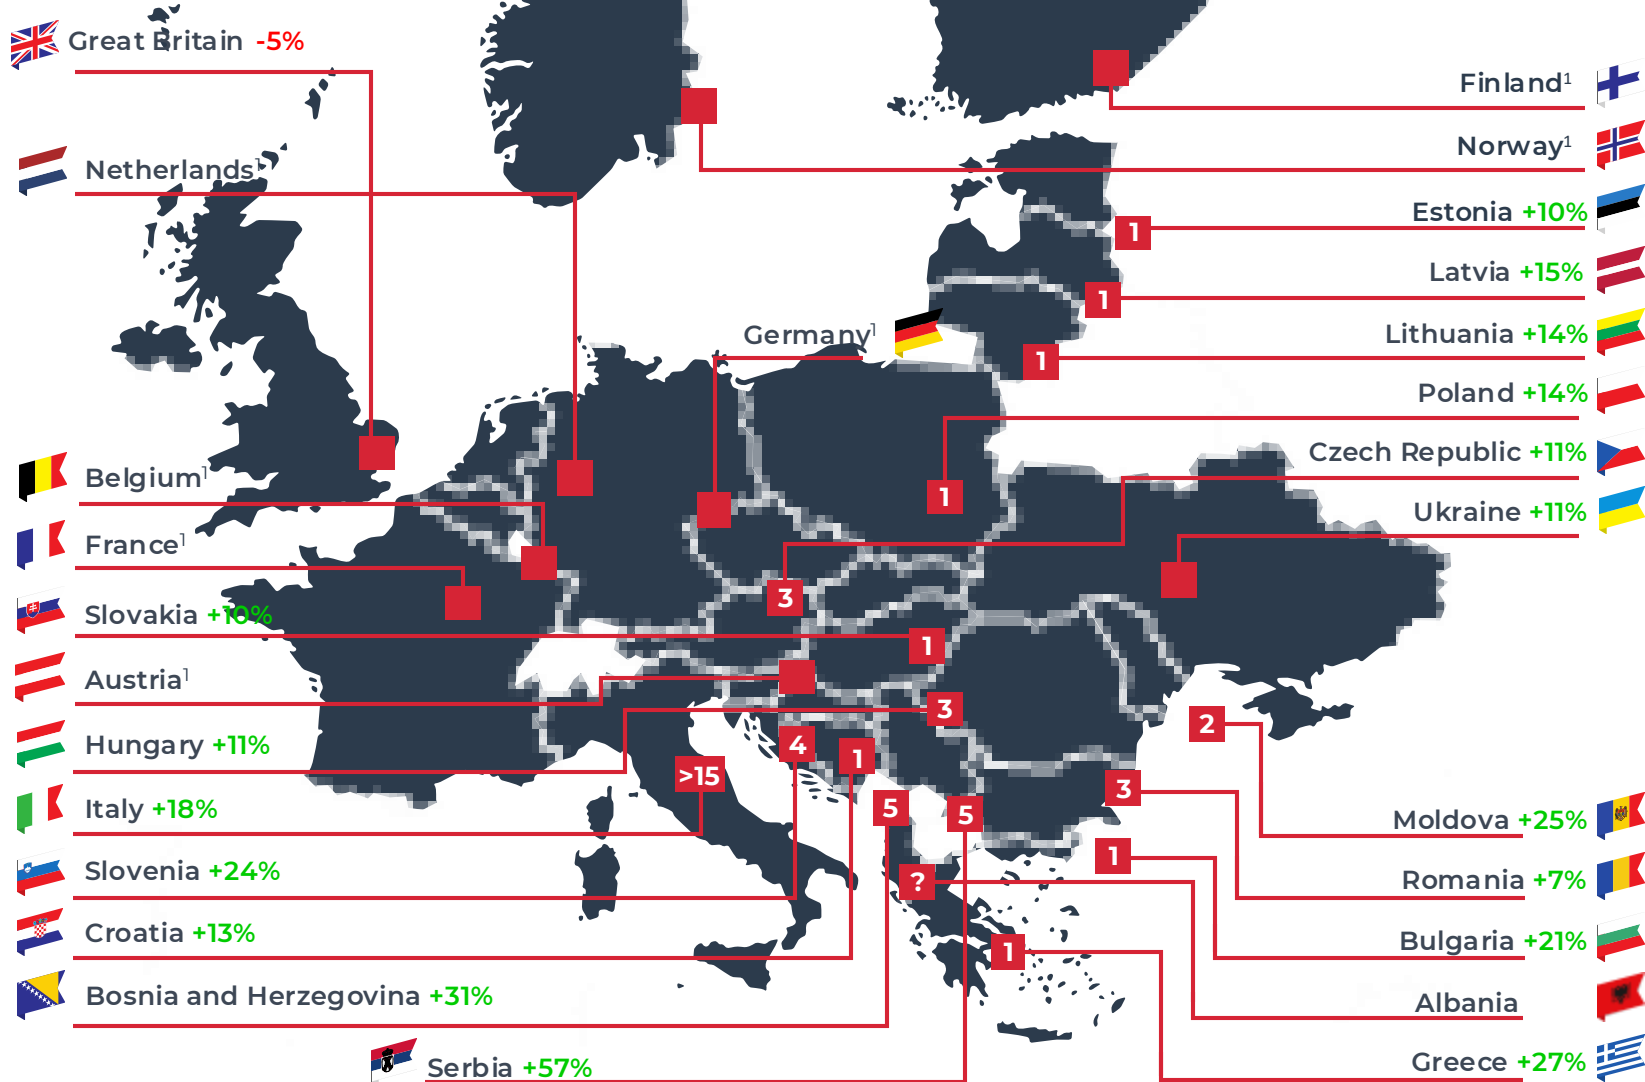 Great Britain -5%
Netherlands¹
Belgium¹
France¹
Slovakia +10%
Austria¹
Hungary +11%
Italy +18%
Slovenia +24%
Croatia +13%
Bosnia and Herzegovina +31%
Serbia +57%
Germany¹
Finland¹
Norway¹
Estonia +10%
Latvia +15%
Lithuania +14%
Poland +14%
Czech Republic +11%
Ukraine +11%
Moldova +25%
Romania +7%
Bulgaria +21%
Albania
Greece +27%
1
1
1
1
3
1
3
2
4
1
>15
3
5
5
1
?
1